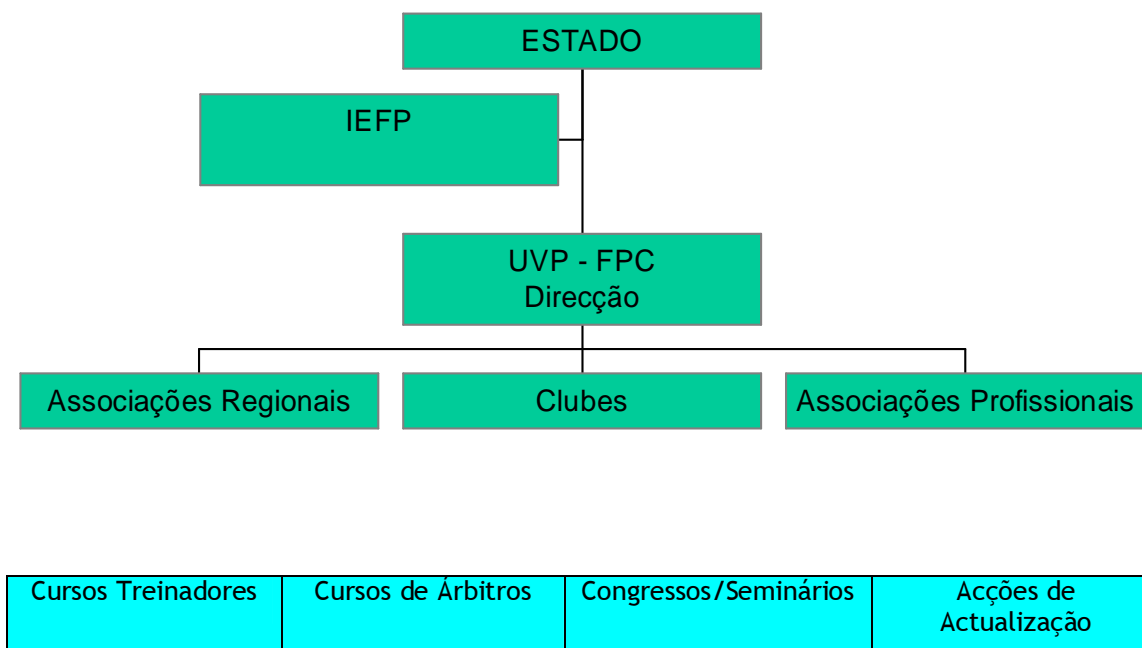 ESTADO
IEFP
UVP - FPC
Direcção
Associações Regionais
Clubes
Associações Profissionais
Cursos Treinadores
Cursos de Árbitros
Congressos/Seminários
Acções de
Actualização